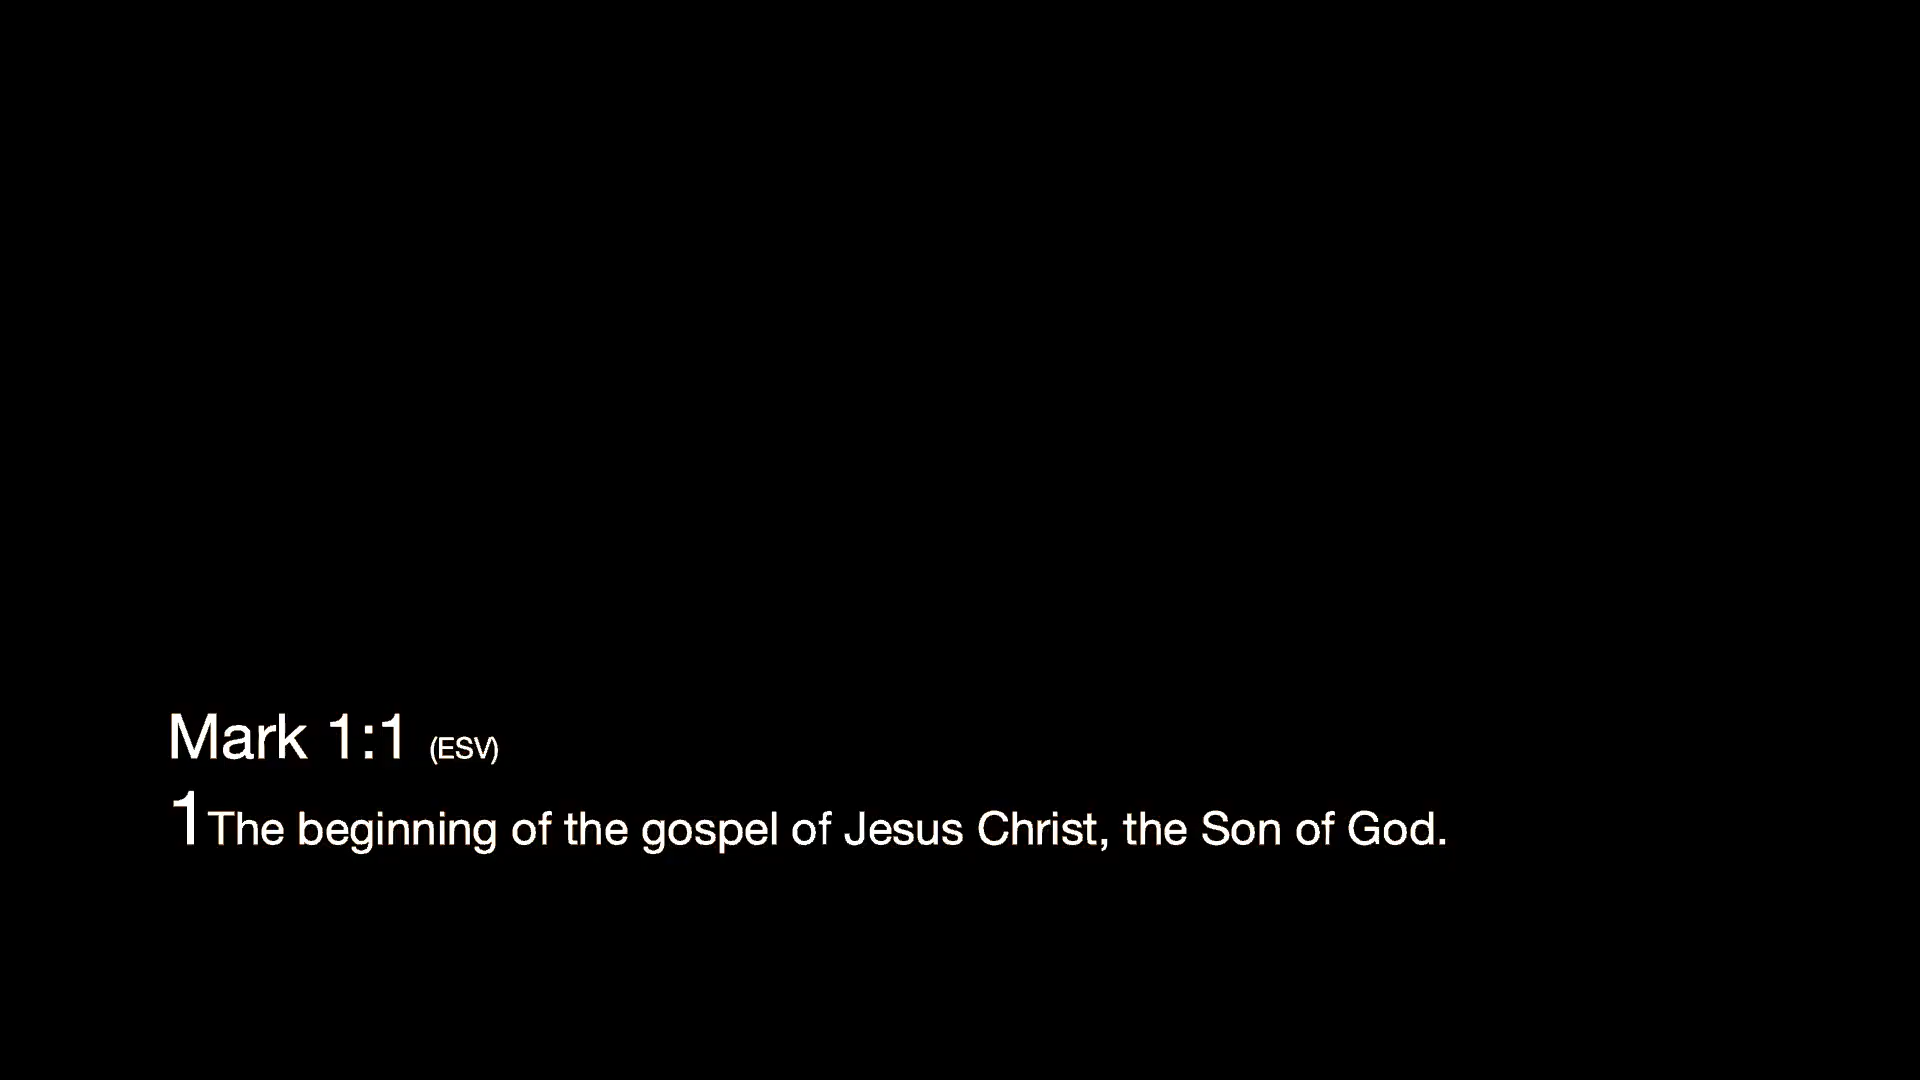 Mark 1:1 (ESV)
1The beginning of the gospel of Jesus Christ, the Son of God.